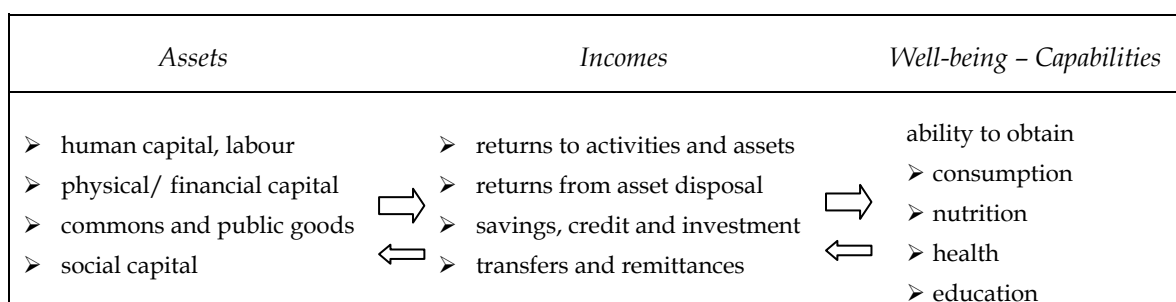 Assets Incomes Well-being – Capabilities
➢ human capital, labour
➢ physical/ financial capital
➢ commons and public goods
➢ social capital
➢ returns to activities and assets
➢ returns from asset disposal
➢ savings, credit and investment
➢ transfers and remittances
ability to obtain
➢ consumption
➢ nutrition
➢ health
➢ education